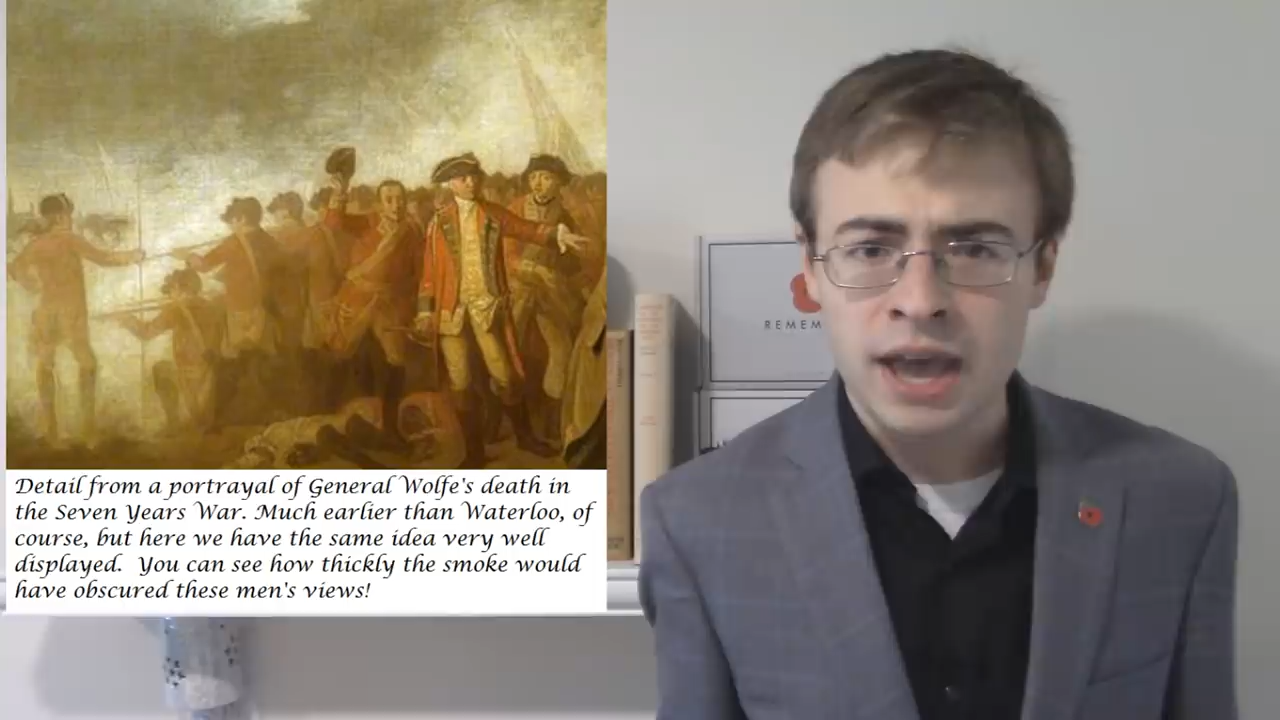 Detail from a portrayal of General Wolfe's death in
the Seven Years War. Much earlier than Waterloo, of
course, but here we have the same idea very well
displayed.  You can see how thickly the smoke would
have obscured these men's views!
REMEM